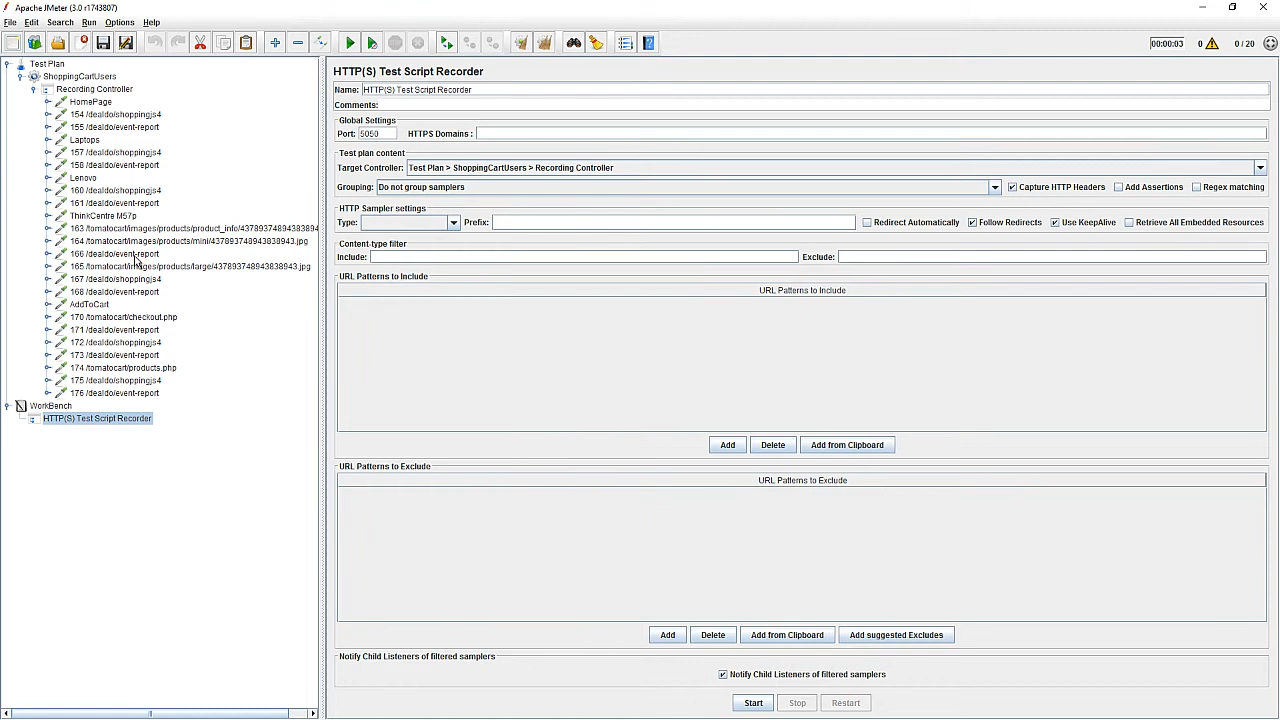 Apache JMeter (3.0 r1743807)
File Edit Search Run Options Help
00:00:03 0 0 / 20
Test Plan
ShoppingCartUsers
Recording Controller
HomePage
154 /dealdo/shoppingjs4
155 /dealdo/event-report
Laptops
157 /dealdo/shoppingjs4
158 /dealdo/event-report
Lenovo
160 /dealdo/shoppingjs4
161 /dealdo/event-report
ThinkCentre M57p
163 /tomatocart/images/products/product_info/43789374894383894
164 /tomatocart/images/products/mini/437893748943838943.jpg
166 /dealdo/event-report
165 /tomatocart/images/products/large/437893748943838943.jpg
167 /dealdo/shoppingjs4
168 /dealdo/event-report
AddToCart
170 /tomatocart/checkout.php
171 /dealdo/event-report
172 /dealdo/shoppingjs4
173 /dealdo/event-report
174 /tomatocart/products.php
175 /dealdo/shoppingjs4
176 /dealdo/event-report
WorkBench
HTTP(S) Test Script Recorder
HTTP(S) Test Script Recorder
Name: HTTP(S) Test Script Recorder
Comments:
Global Settings
Port: 5050 HTTPS Domains :
Test plan content
Target Controller: Test Plan > ShoppingCartUsers > Recording Controller
Grouping: Do not group samplers Capture HTTP Headers Add Assertions Regex matching
HTTP Sampler settings
Type: Prefix: Redirect Automatically Follow Redirects Use KeepAlive Retrieve All Embedded Resources
Content-type filter
Include: Exclude:
URL Patterns to Include
URL Patterns to Include
Add Delete Add from Clipboard
URL Patterns to Exclude
URL Patterns to Exclude
Add Delete Add from Clipboard Add suggested Excludes
Notify Child Listeners of filtered samplers
Notify Child Listeners of filtered samplers
Start Stop Restart